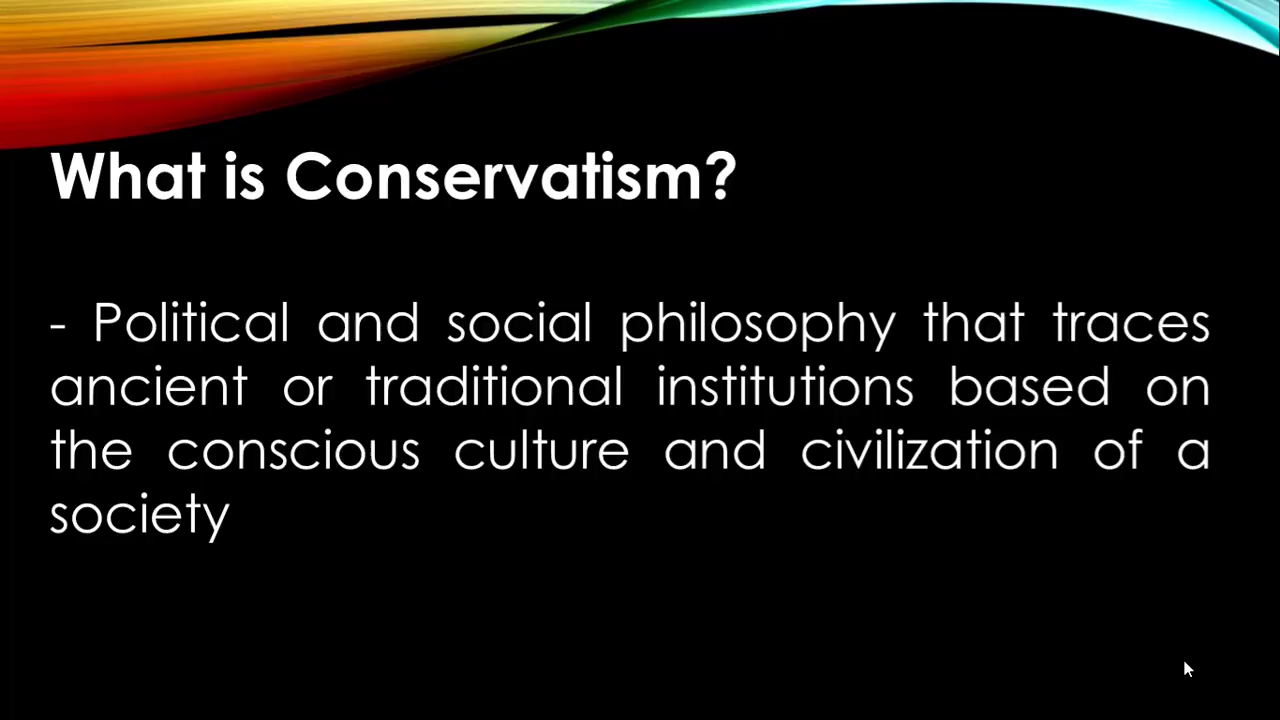 What is Conservatism?
- Political and social philosophy that traces
ancient or traditional institutions based on
the conscious culture and civilization of a
society